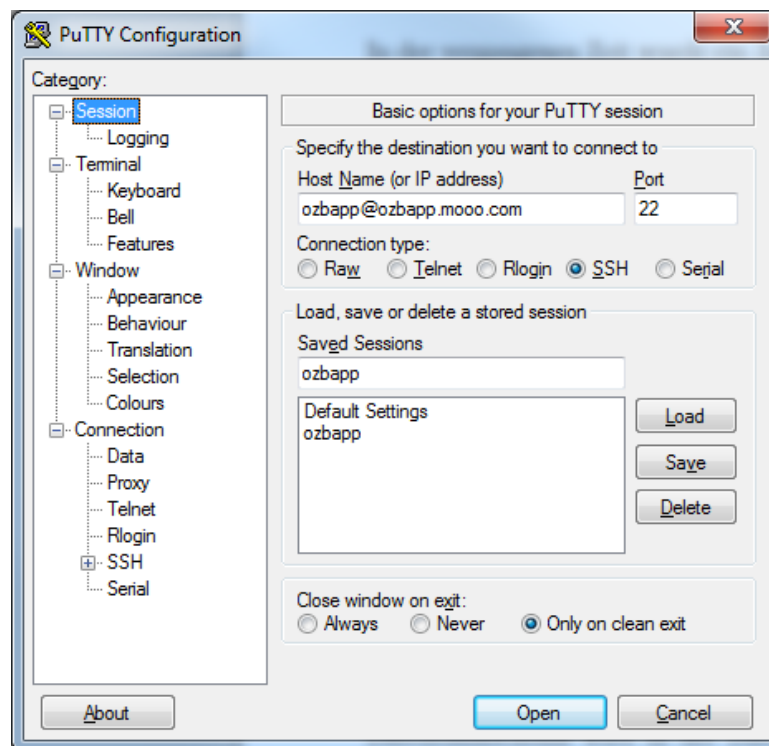 PuTTY Configuration
Category:
Session
Logging
Terminal
Keyboard
Bell
Features
Window
Appearance
Behaviour
Translation
Selection
Colours
Connection
Data
Proxy
Telnet
Rlogin
SSH
Serial
Basic options for your PuTTY session
Specify the destination you want to connect to
Host Name (or IP address) Port
ozbapp@ozbapp.mooo.com 22
Connection type:
Raw Telnet Rlogin SSH Serial
Load, save or delete a stored session
Saved Sessions
ozbapp
Default Settings
ozbapp
Load
Save
Delete
Close window on exit:
Always Never Only on clean exit
About Open Cancel